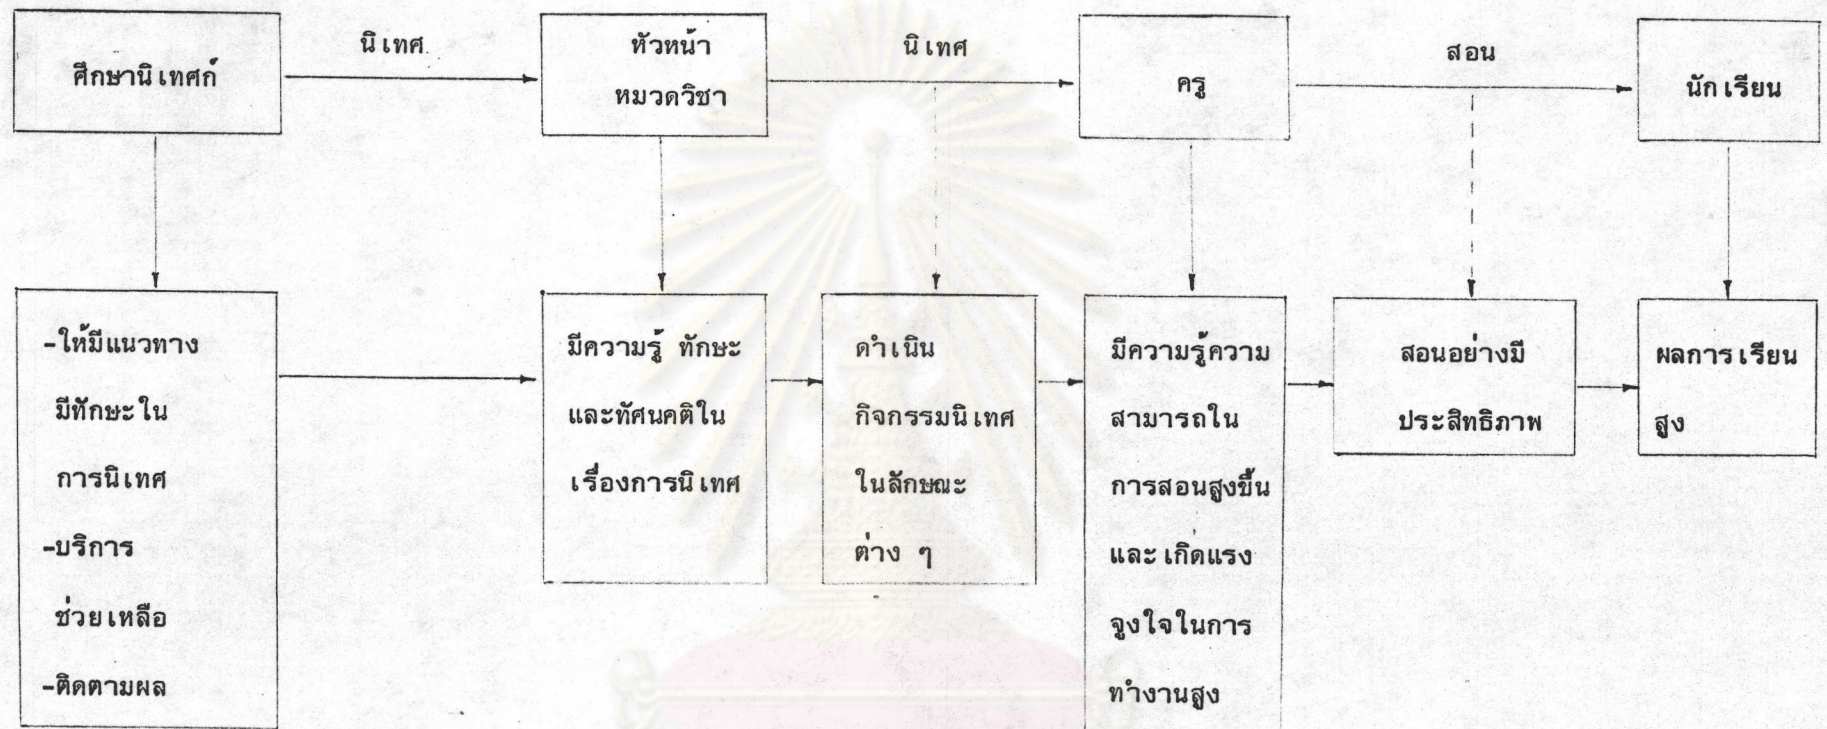 ศึกษานิเทศก์
นิเทศ
หัวหน้า
หมวดวิชา
นิเทศ
ครู
สอน
นักเรียน
-ให้มีแนวทาง
มีทักษะใน
การนิเทศ
-บริการ
ช่วยเหลือ
-ติดตามผล
มีความรู้ ทักษะ
และทัศนคติใน
เรื่องการนิเทศ
ดำเนิน
กิจกรรมนิเทศ
ในลักษณะ
ต่าง ๆ
มีความรู้ความ
สามารถใน
การสอนสูงขึ้น
และเกิดแรง
จูงใจในการ
ทำงานสูง
สอนอย่างมี
ประสิทธิภาพ
ผลการเรียน
สูง